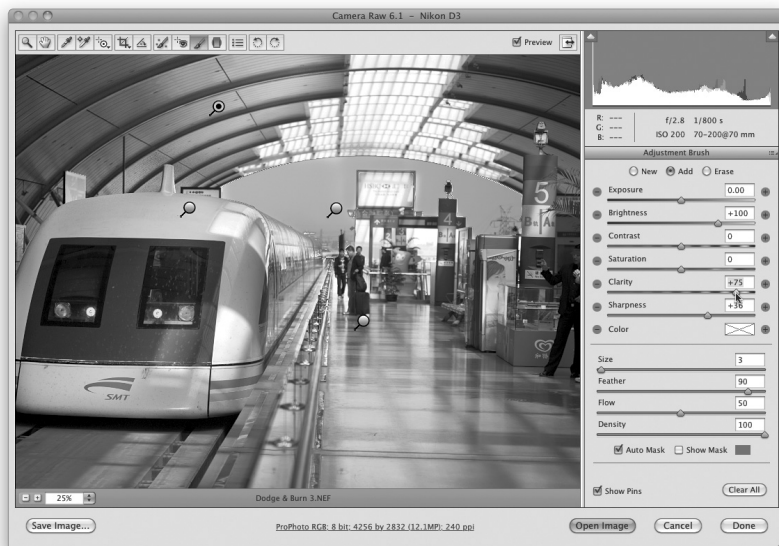 Camera Raw 6.1 – Nikon D3
Preview
R: ---
G: ---
B: ---
f/2.8 1/800 s
ISO 200 70–200@70 mm
Adjustment Brush
New Add Erase
Exposure 0.00
Brightness +100
Contrast 0
Saturation 0
Clarity +75
Sharpness +36
Color
Size 3
Feather 90
Flow 50
Density 100
Auto Mask Show Mask
Show Pins
Clear All
5
4
SMT
25%
Dodge & Burn 3.NEF
Save Image...
ProPhoto RGB; 8 bit; 4256 by 2832 (12.1MP); 240 ppi
Open Image
Cancel
Done